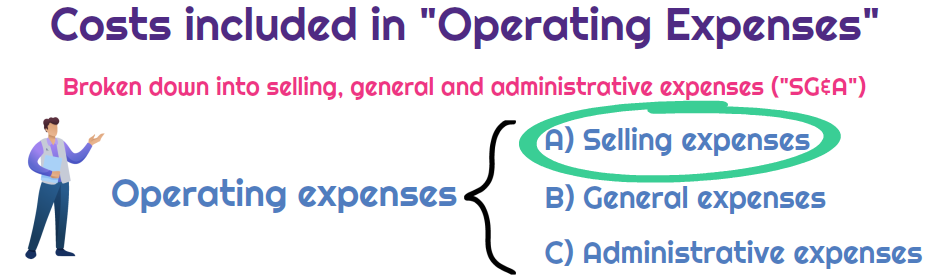 Costs included in "Operating Expenses"
Broken down into selling, general and administrative expenses ("SG&A")
A) Selling expenses
Operating expenses
B) General expenses
C) Administrative expenses